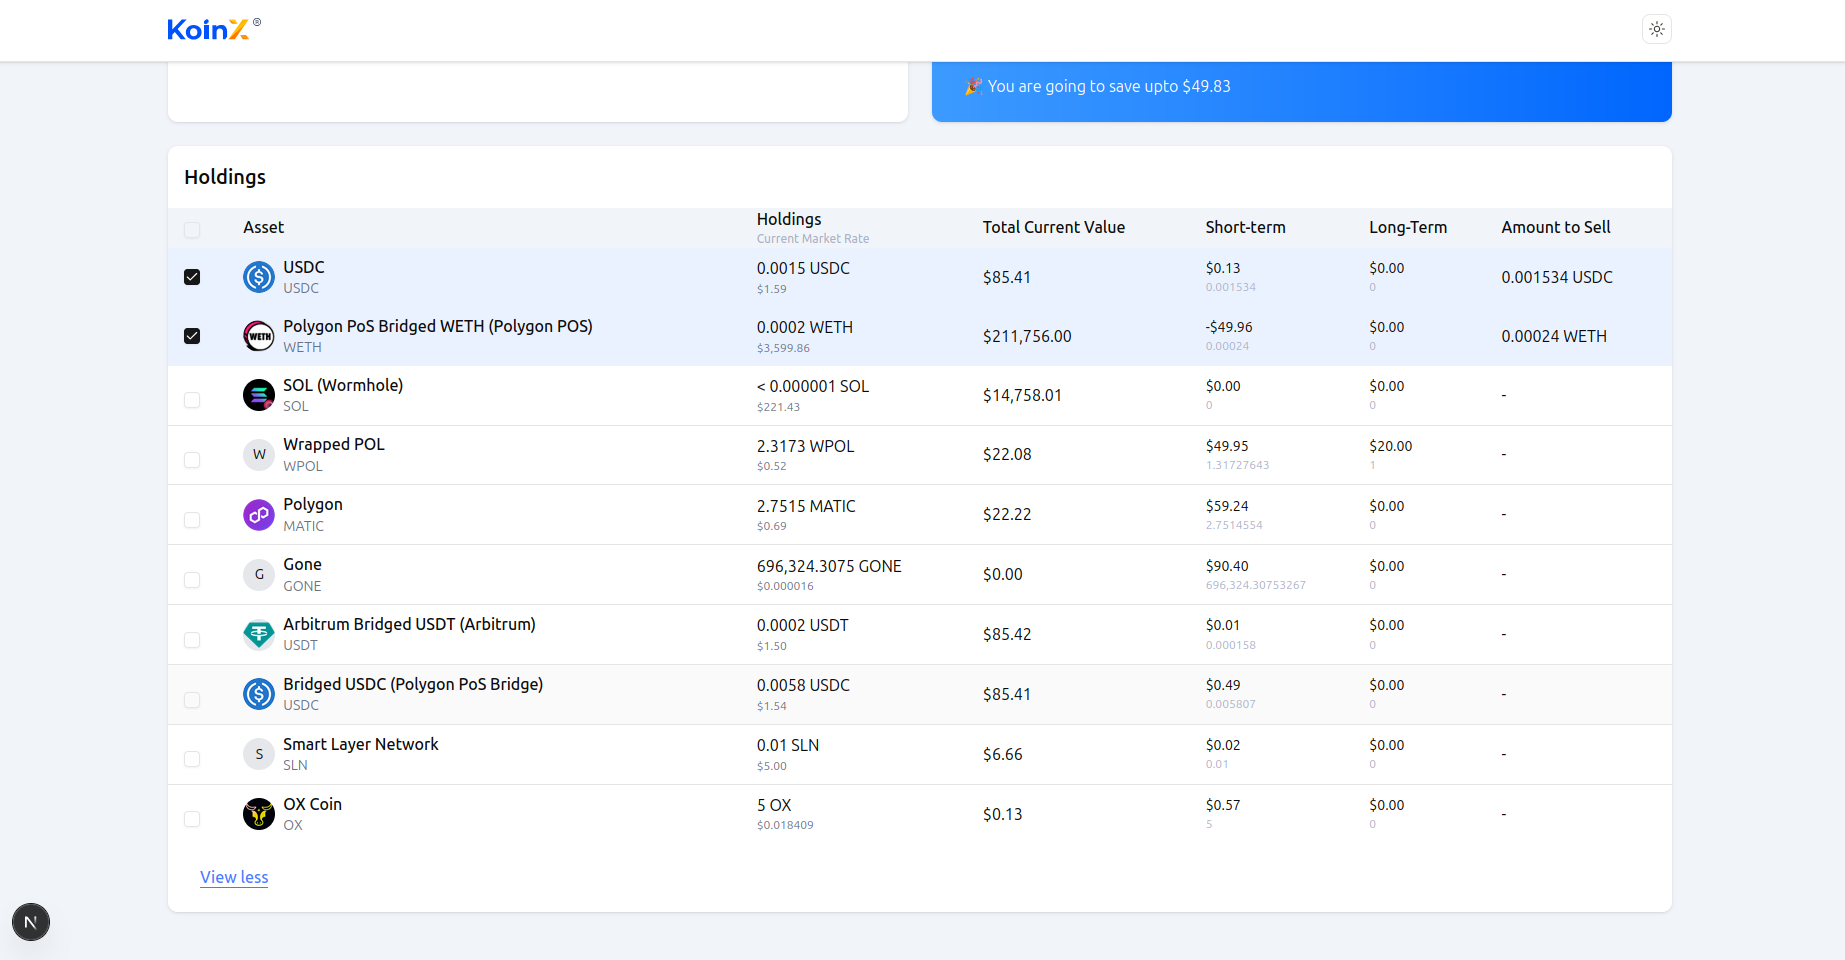 KoinX ®
🎉 You are going to save upto $49.83
Holdings
Asset Holdings Total Current Value Short-term Long-Term Amount to Sell
Current Market Rate
USDC 0.0015 USDC $85.41 $0.13 $0.00 0.001534 USDC
USDC $1.59 0.001534 0
WETH Polygon PoS Bridged WETH (Polygon POS) 0.0002 WETH $211,756.00 -$49.96 $0.00 0.00024 WETH
WETH $3,599.86 0.00024 0
SOL (Wormhole) < 0.000001 SOL $14,758.01 $0.00 $0.00 -
SOL $221.43 0 0
W Wrapped POL 2.3173 WPOL $22.08 $49.95 $20.00 -
WPOL $0.52 1.31727643 1
Polygon 2.7515 MATIC $22.22 $59.24 $0.00 -
MATIC $0.69 2.7514554 0
G Gone 696,324.3075 GONE $0.00 $90.40 $0.00 -
GONE $0.000016 696,324.30753267 0
Arbitrum Bridged USDT (Arbitrum) 0.0002 USDT $85.42 $0.01 $0.00 -
USDT $1.50 0.000158 0
Bridged USDC (Polygon PoS Bridge) 0.0058 USDC $85.41 $0.49 $0.00 -
USDC $1.54 0.005807 0
S Smart Layer Network 0.01 SLN $6.66 $0.02 $0.00 -
SLN $5.00 0.01 0
OX Coin 5 OX $0.13 $0.57 $0.00 -
OX $0.018409 5 0
View less
N